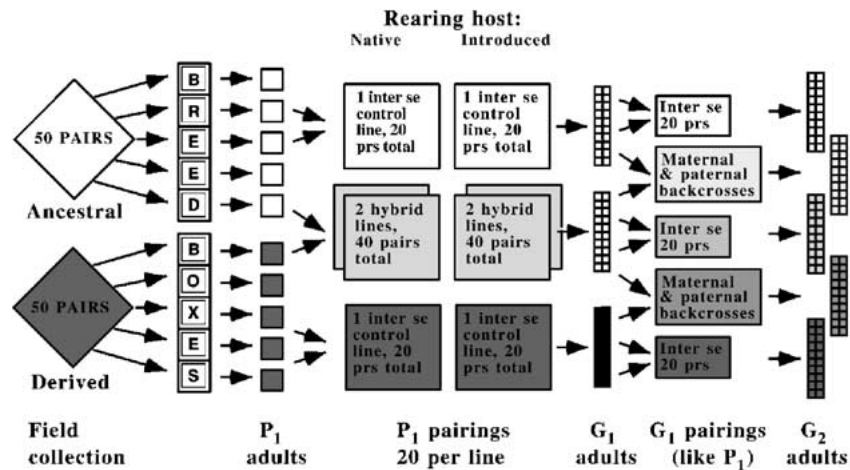 Rearing host:
Native
Introduced
50 PAIRS
Ancestral
B
R
E
E
D
50 PAIRS
Derived
B
O
X
E
S
1 inter se
control
line, 20
prs total
1 inter se
control
line, 20
prs total
2 hybrid
lines,
40 pairs
total
2 hybrid
lines,
40 pairs
total
1 inter se
control
line, 20
prs total
1 inter se
control
line, 20
prs total
Inter se
20 prs
Maternal
& paternal
backcrosses
Inter se
20 prs
Maternal
& paternal
backcrosses
Inter se
20 prs
Field
collection
P1
adults
P1 pairings
20 per line
G1
adults
G1 pairings
(like P1)
G2
adults